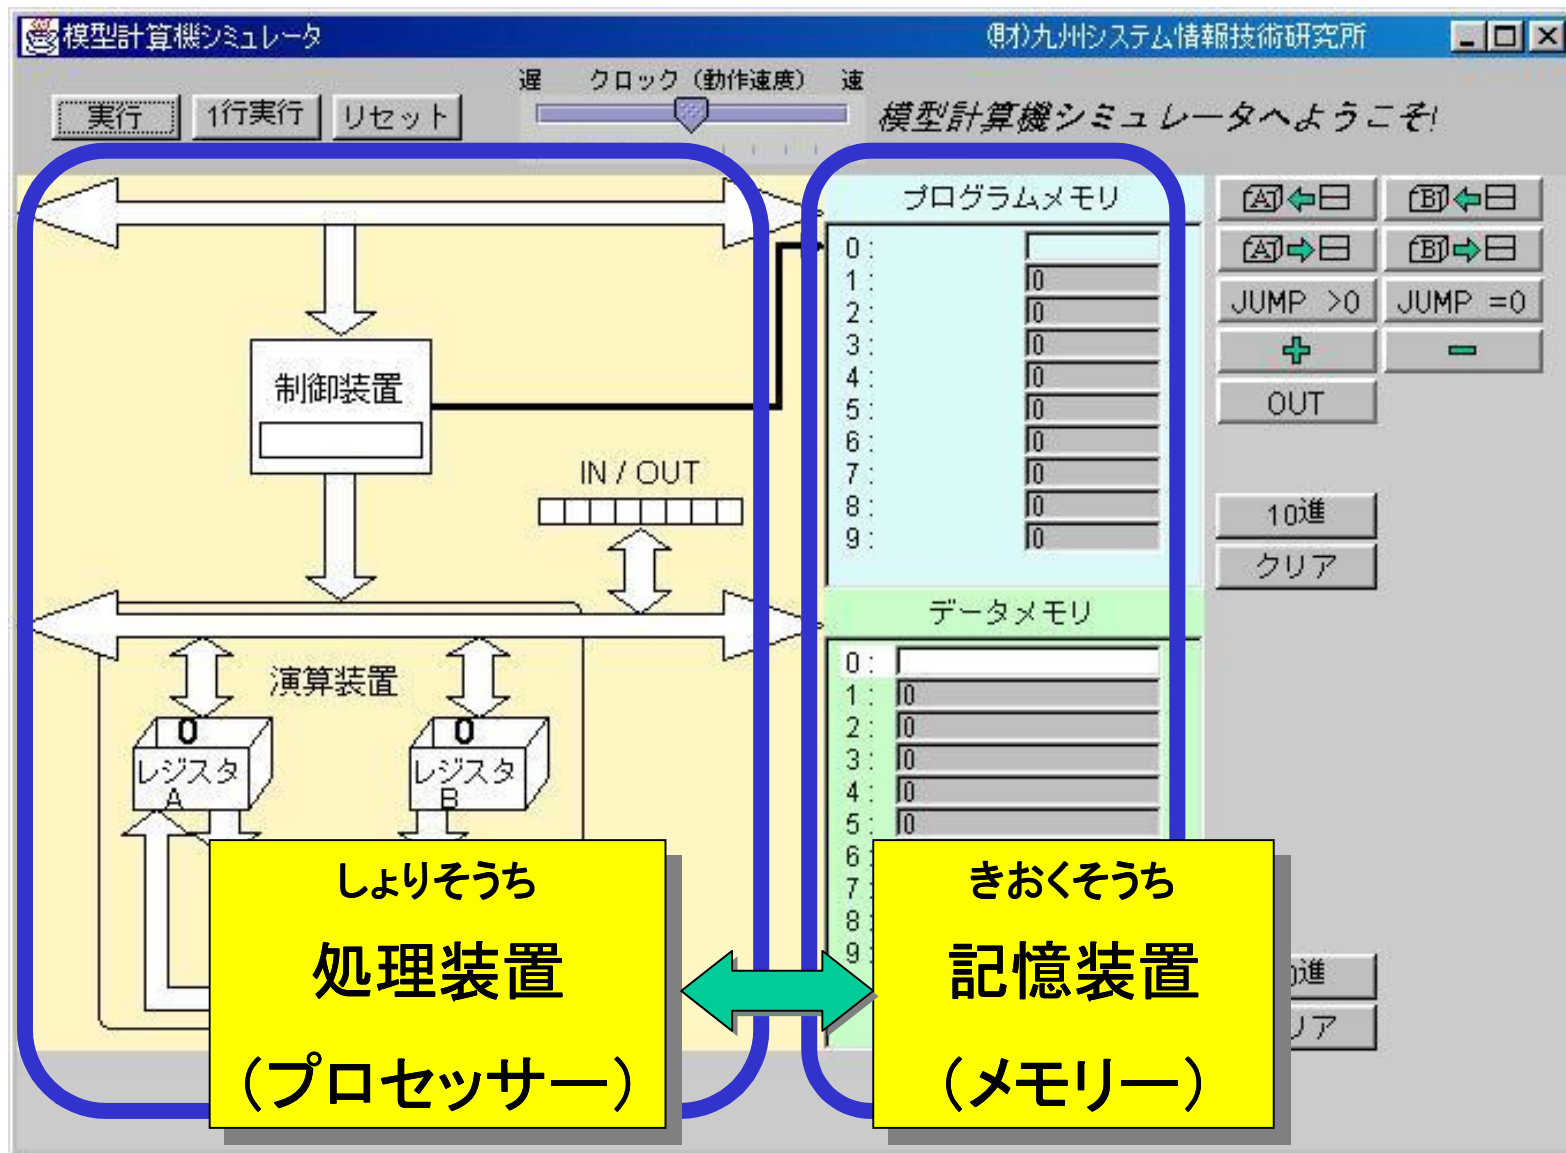 模型計算機シミュレータ (財)九州システム情報技術研究所
遅 クロック (動作速度) 速
実行 1行実行 リセット
模型計算機シミュレータへようこそ!
プログラムメモリ
0:
1: 0
2: 0
3: 0
4: 0
5: 0
6: 0
7: 0
8: 0
9: 0
制御装置
IN / OUT
A B
A B
JUMP >0 JUMP =0
OUT
10進
クリア
データメモリ
0:
1: 0
2: 0
3: 0
4: 0
5: 0
6:
7:
8:
9:
演算装置
0 0
レジスタ A
レジスタ B
しょりそうち
処理装置
(プロセッサー)
きおくそうち
記憶装置
(メモリー)
進
リア